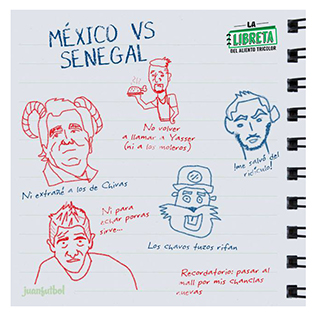 MÉXICO VS
SENEGAL
LA
LIBRETA
DEL ALIENTO TRICOLOR
No volver
a llamar a Yasser
(ni a los moleros)
¡me salvó del
ridículo!
Ni extrañé a los de Chivas
Ni para
echar porras
sirve...
Los chavos tuzos rifan
Recordatorio: pasar al
mall por mis chanclas
nuevas
juanfutbol